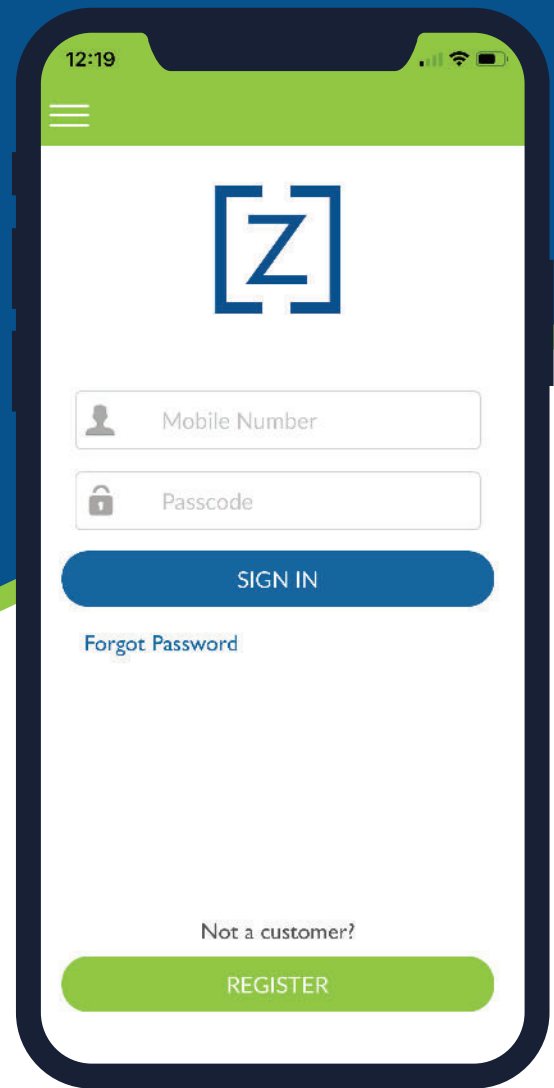 12:19
[Z]
Mobile Number
Passcode
SIGN IN
Forgot Password
Not a customer?
REGISTER